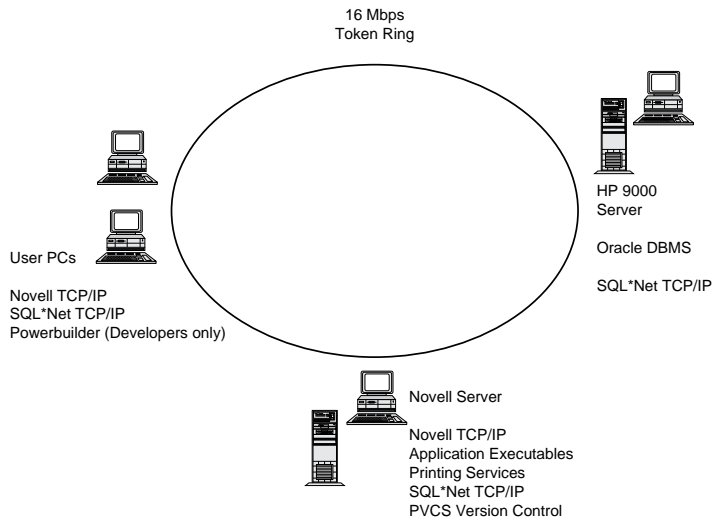 16 Mbps
Token Ring
HP 9000
Server
Oracle DBMS
SQL*Net TCP/IP
User PCs
Novell TCP/IP
SQL*Net TCP/IP
Powerbuilder (Developers only)
Novell Server
Novell TCP/IP
Application Executables
Printing Services
SQL*Net TCP/IP
PVCS Version Control